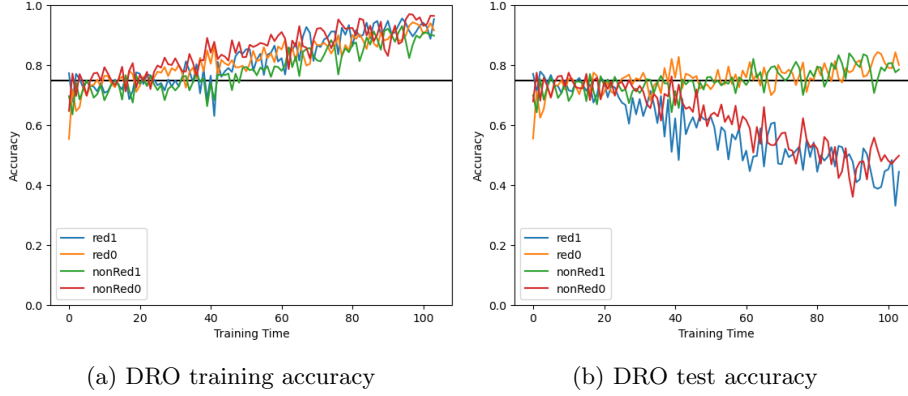 1.0
0.8
0.6
0.4
0.2
0.0
Accuracy
0 20 40 60 80 100
Training Time
red1
red0
nonRed1
nonRed0
(a) DRO training accuracy
1.0
0.8
0.6
0.4
0.2
0.0
Accuracy
0 20 40 60 80 100
Training Time
red1
red0
nonRed1
nonRed0
(b) DRO test accuracy